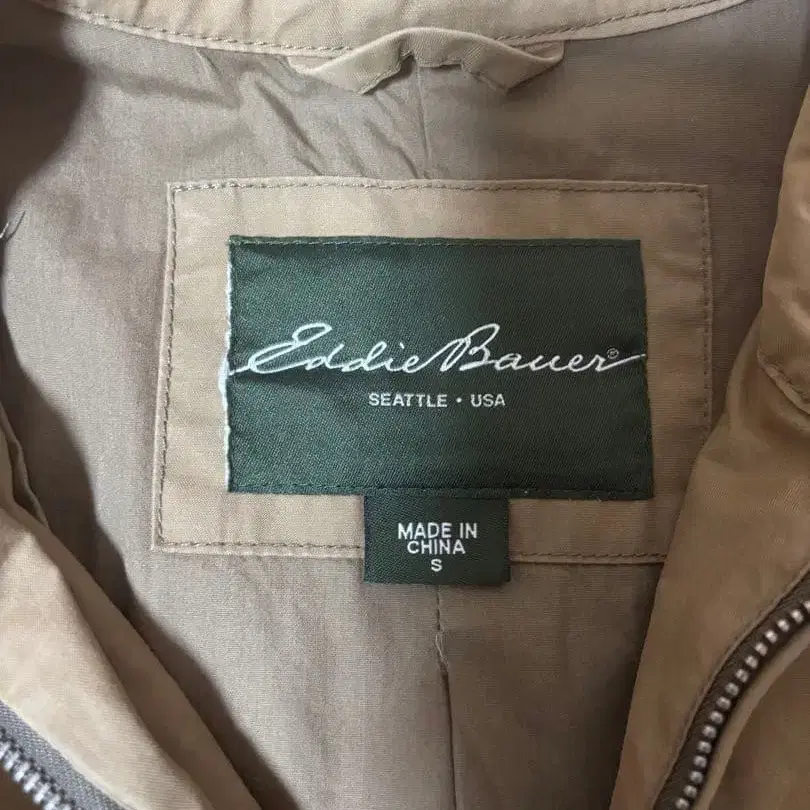 Eddie Bauer®
SEATTLE • USA
MADE IN
CHINA
S